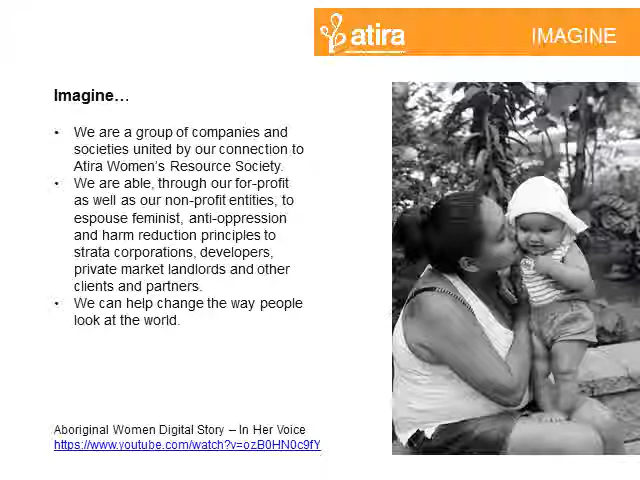 atira
IMAGINE
Imagine…
• We are a group of companies and
societies united by our connection to
Atira Women’s Resource Society.
• We are able, through our for-profit
as well as our non-profit entities, to
espouse feminist, anti-oppression
and harm reduction principles to
strata corporations, developers,
private market landlords and other
clients and partners.
• We can help change the way people
look at the world.
Aboriginal Women Digital Story – In Her Voice
https://www.youtube.com/watch?v=ozB0HN0c9fY